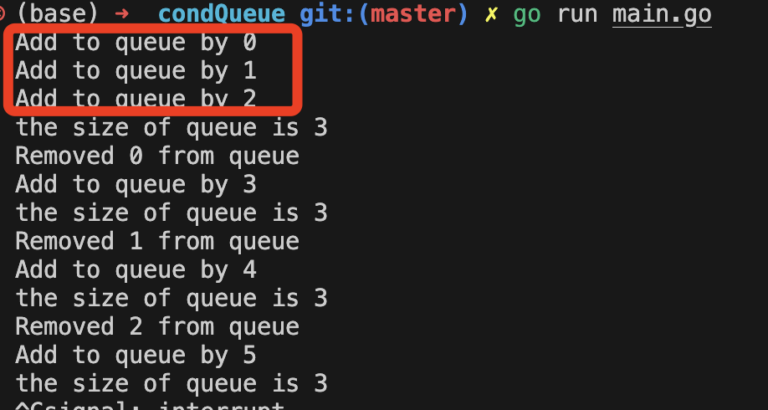 (base) → condQueue git:(master) ✗ go run main.go
Add to queue by 0
Add to queue by 1
Add to queue by 2
the size of queue is 3
Removed 0 from queue
Add to queue by 3
the size of queue is 3
Removed 1 from queue
Add to queue by 4
the size of queue is 3
Removed 2 from queue
Add to queue by 5
the size of queue is 3
^Csignal: interrupt